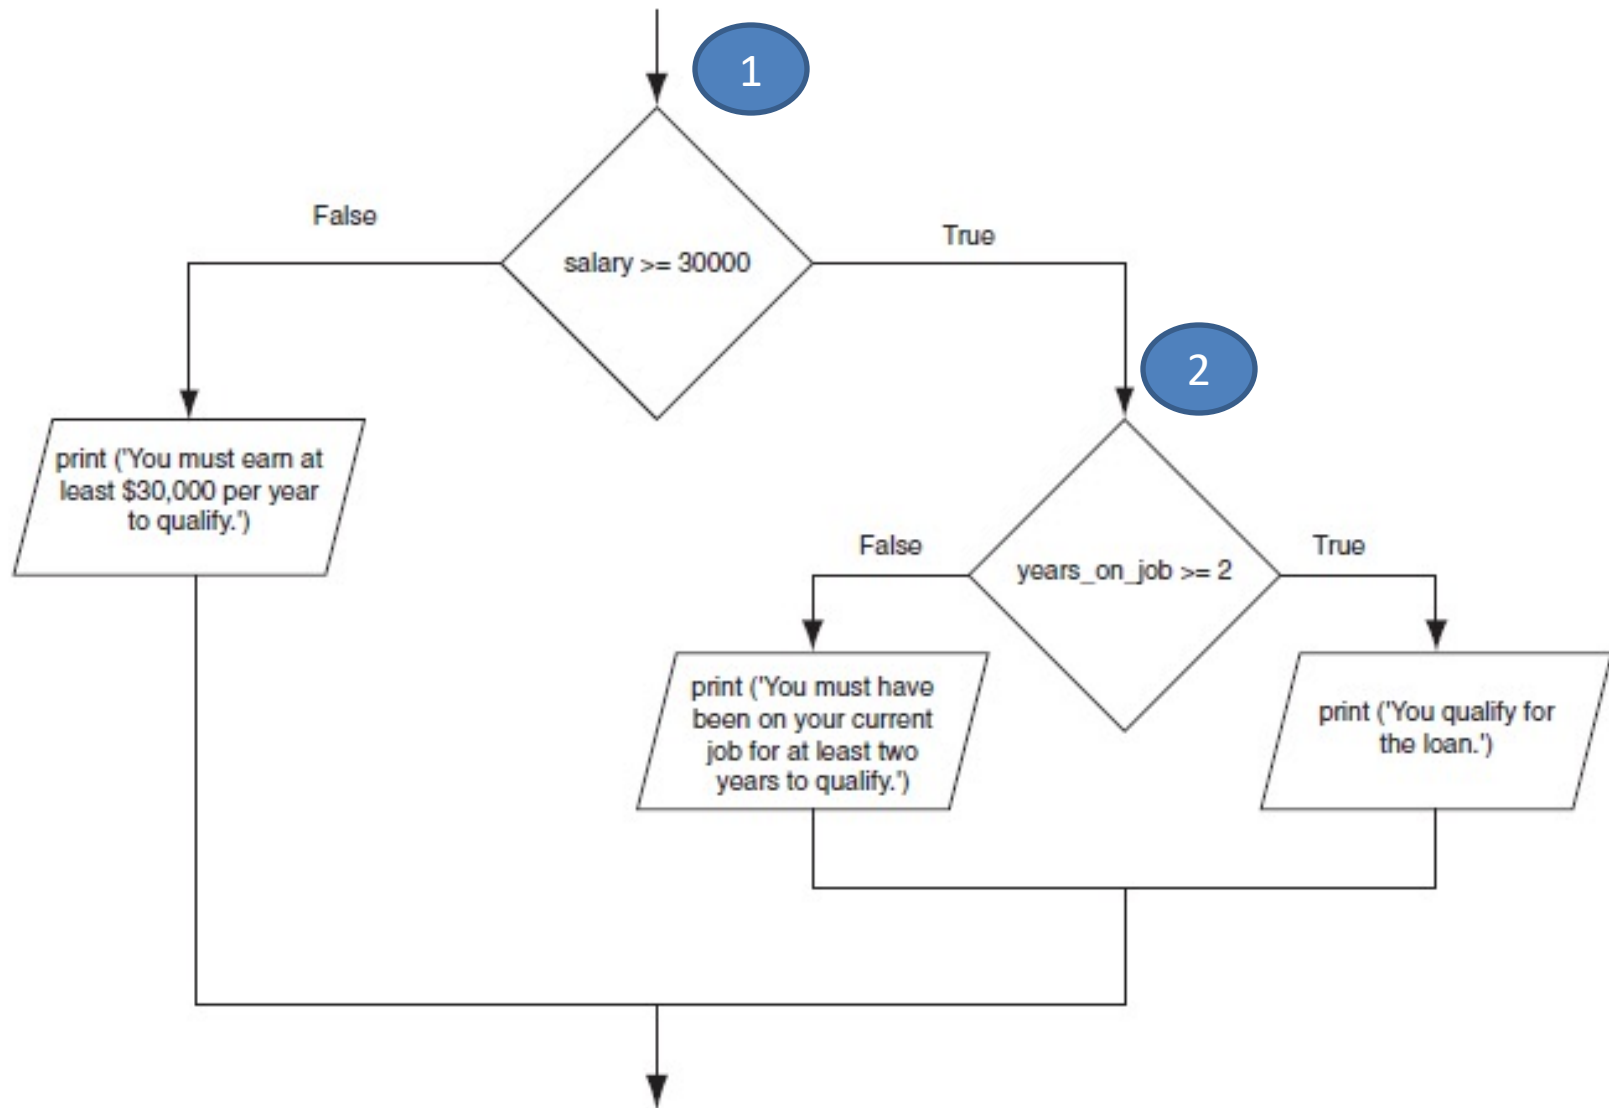 1
False
True
salary >= 30000
2
print ('You must earn at
least $30,000 per year
to qualify.')
False
True
years_on_job >= 2
print ('You must have
been on your current
job for at least two
years to qualify.')
print ('You qualify for
the loan.')